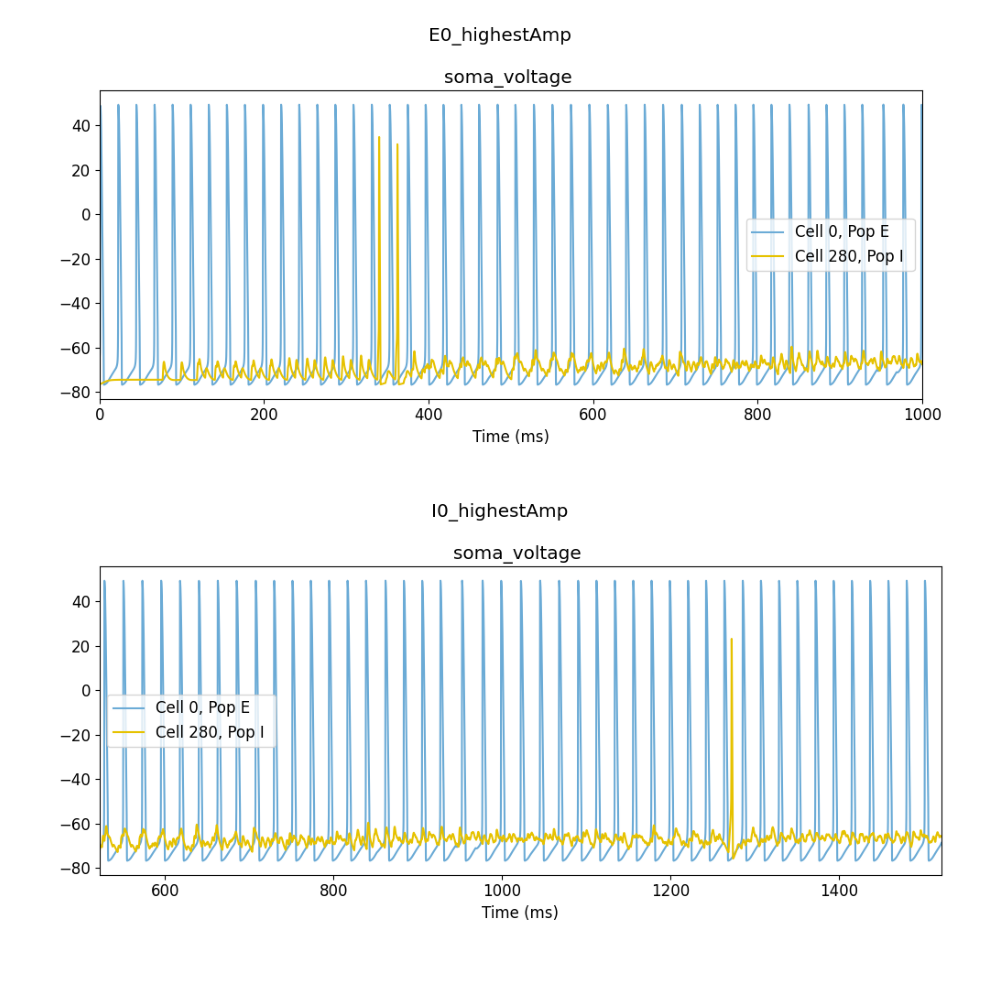 E0_highestAmp
soma_voltage
40
20
0
−20
−40
−60
−80
Cell 0, Pop E
Cell 280, Pop I
0 200 400 600 800 1000
Time (ms)
I0_highestAmp
soma_voltage
40
20
0
−20
−40
−60
−80
Cell 0, Pop E
Cell 280, Pop I
600 800 1000 1200 1400
Time (ms)